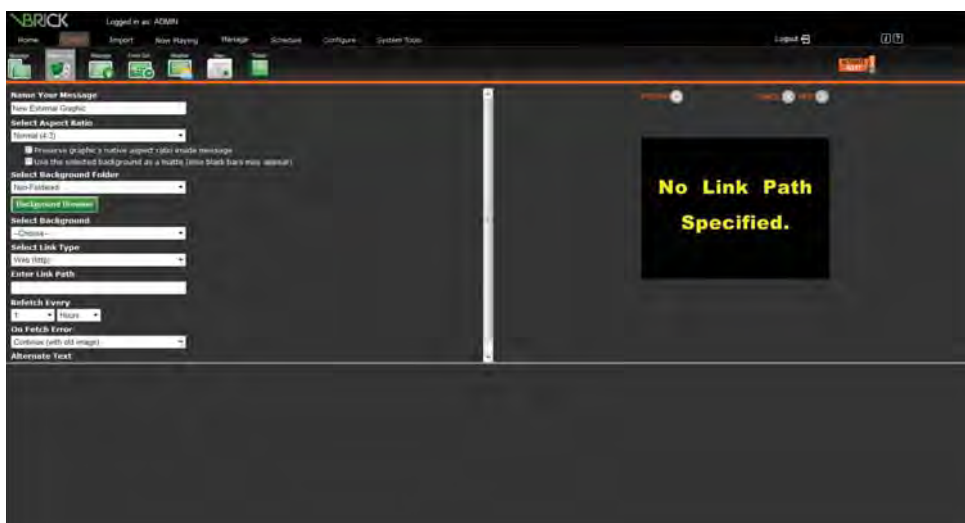 VBRICK
Logged in as: ADMIN
Home Import Now Playing Manage Schedule Configure System Tools
Logout
Name Your Message
New External Graphic
Select Aspect Ratio
Normal (4:3)
Preserve graphic's native aspect ratio inside message
Use the selected background as a matte (else black bars may appear)
Select Background Folder
Non-Foldered
Background Browser
Select Background
--Choose--
Select Link Type
Web (http)
Enter Link Path
Refetch Every
1 Hours
On Fetch Error
Continue (with old image)
Alternate Text
No Link Path
Specified.